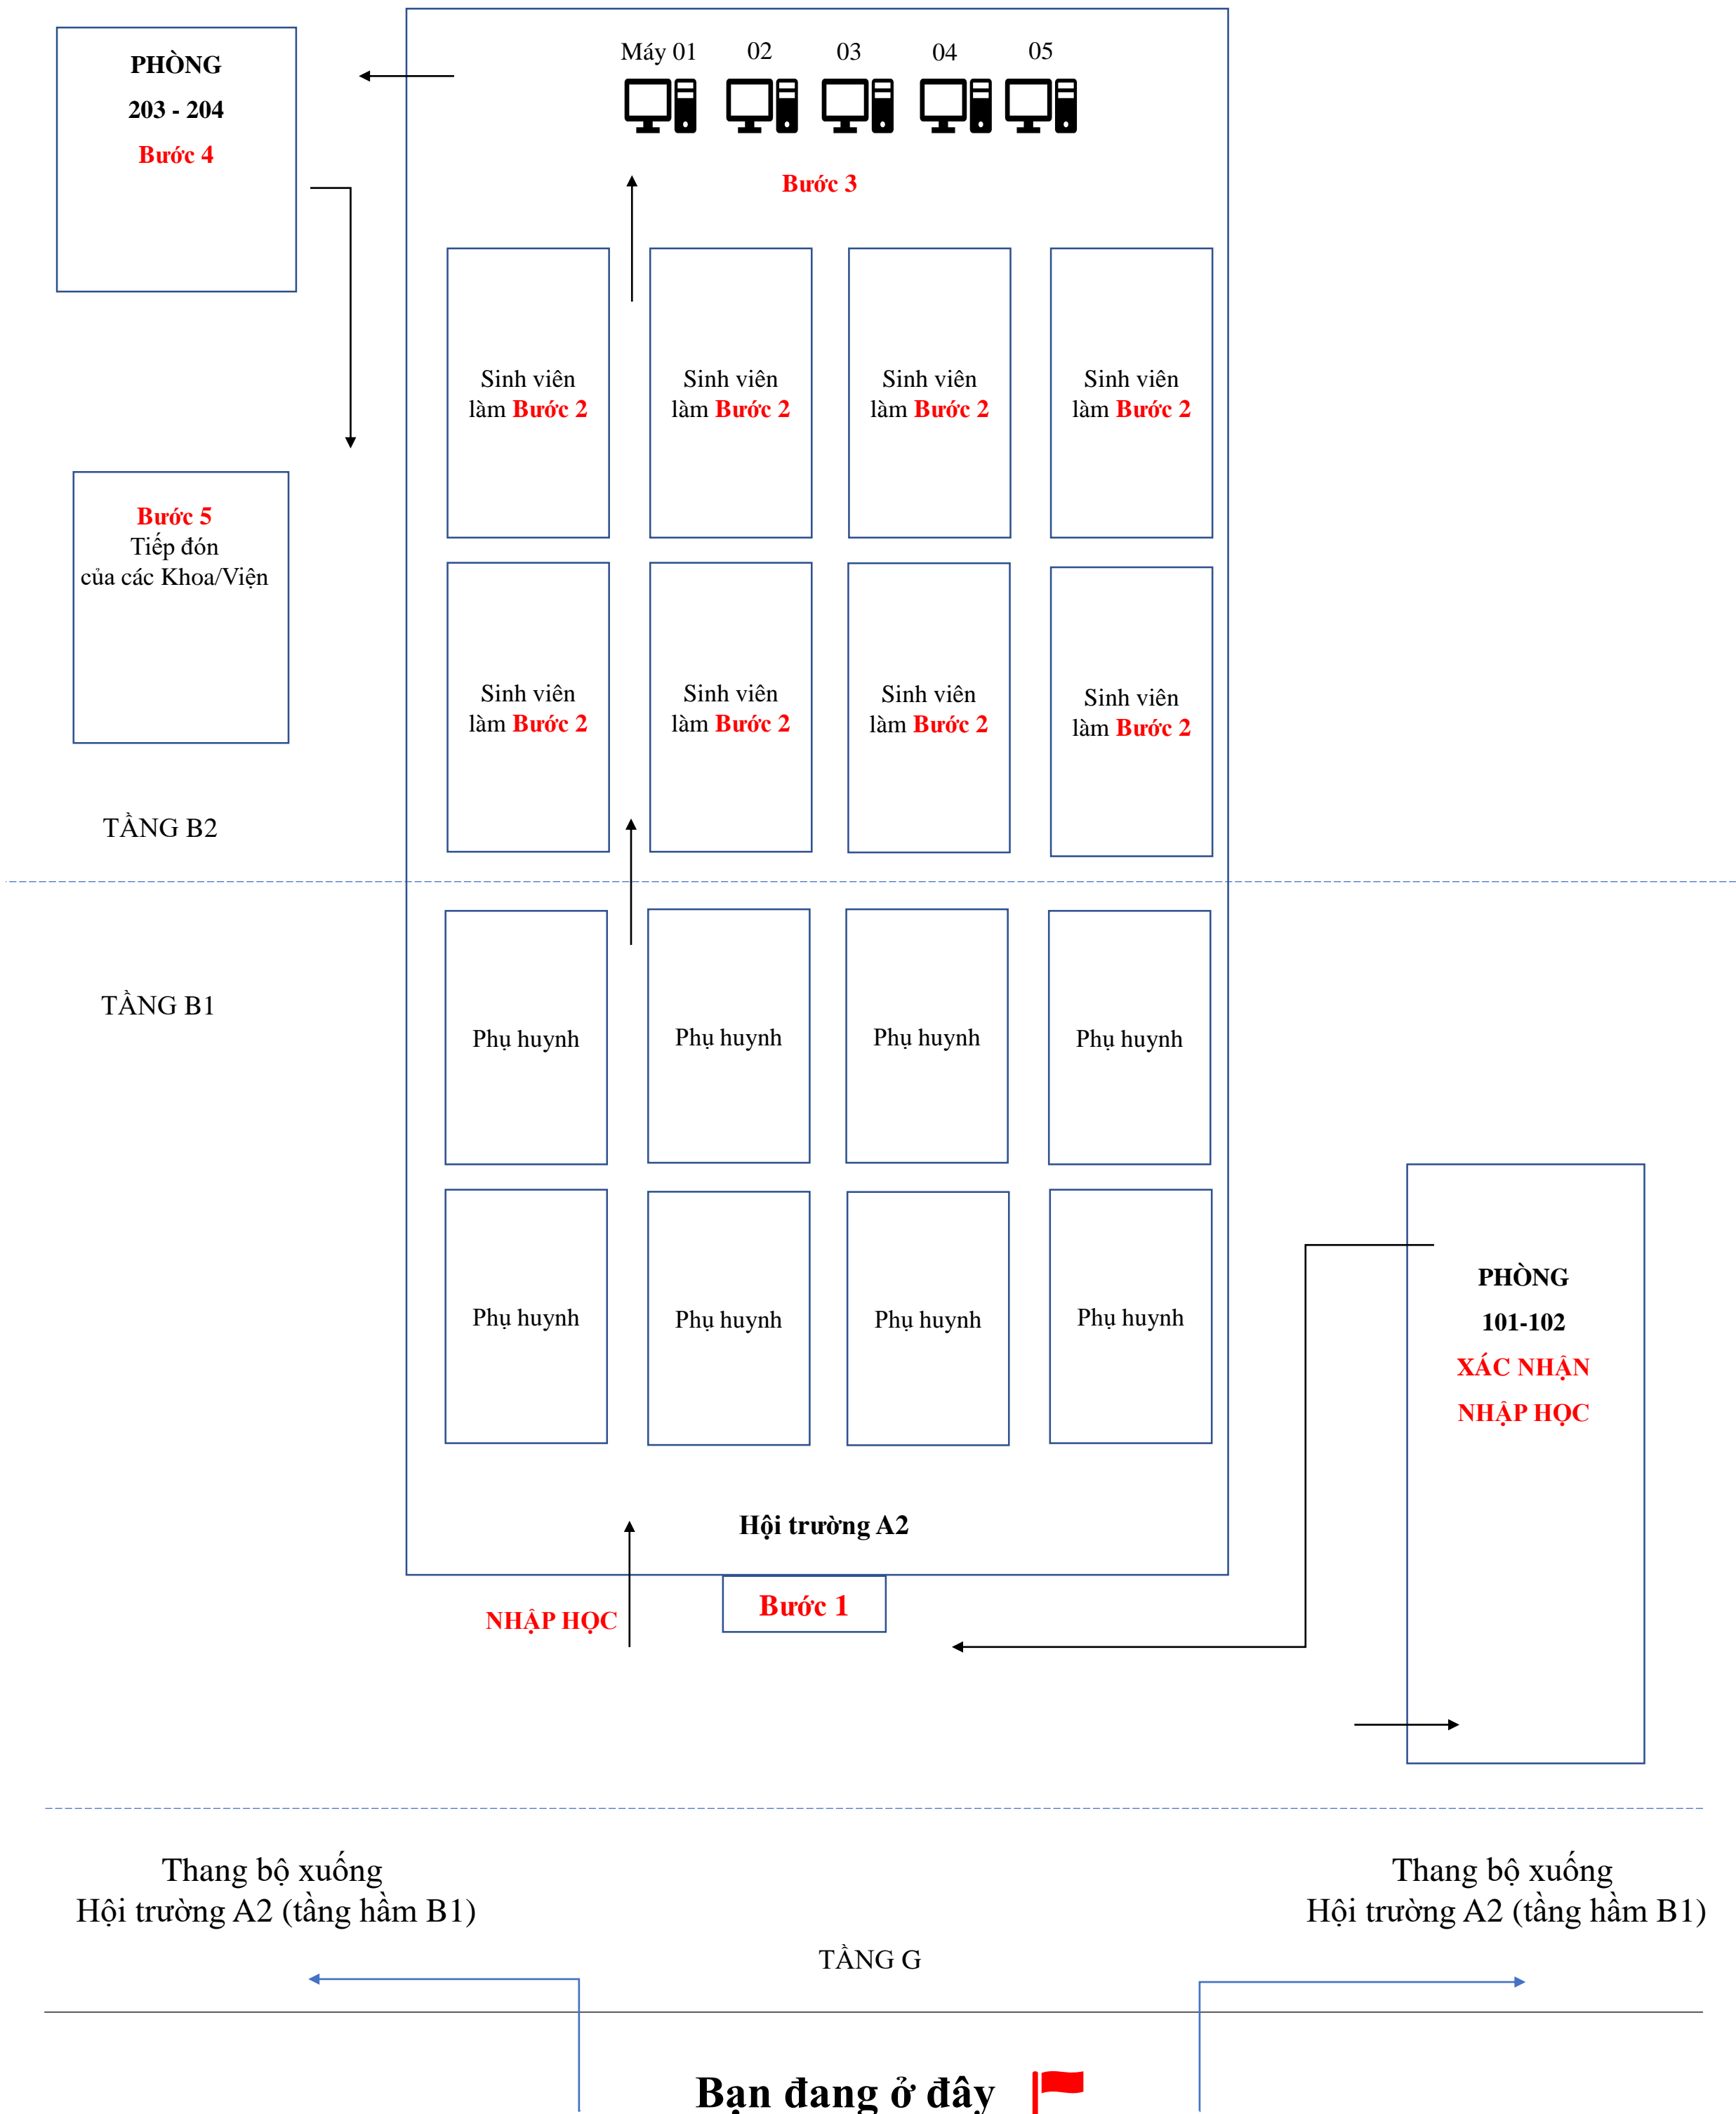 Máy 01 02 03 04 05
PHÒNG
203 - 204
Bước 4
Bước 3
Sinh viên
làm Bước 2
Sinh viên
làm Bước 2
Sinh viên
làm Bước 2
Sinh viên
làm Bước 2
Bước 5
Tiếp đón
của các Khoa/Viện
Sinh viên
làm Bước 2
Sinh viên
làm Bước 2
Sinh viên
làm Bước 2
Sinh viên
làm Bước 2
TẦNG B2
TẦNG B1
Phụ huynh
Phụ huynh
Phụ huynh
Phụ huynh
Phụ huynh
Phụ huynh
Phụ huynh
Phụ huynh
PHÒNG
101-102
XÁC NHẬN
NHẬP HỌC
Hội trường A2
Bước 1
NHẬP HỌC
Thang bộ xuống
Hội trường A2 (tầng hầm B1)
Thang bộ xuống
Hội trường A2 (tầng hầm B1)
TẦNG G
Bạn đang ở đây